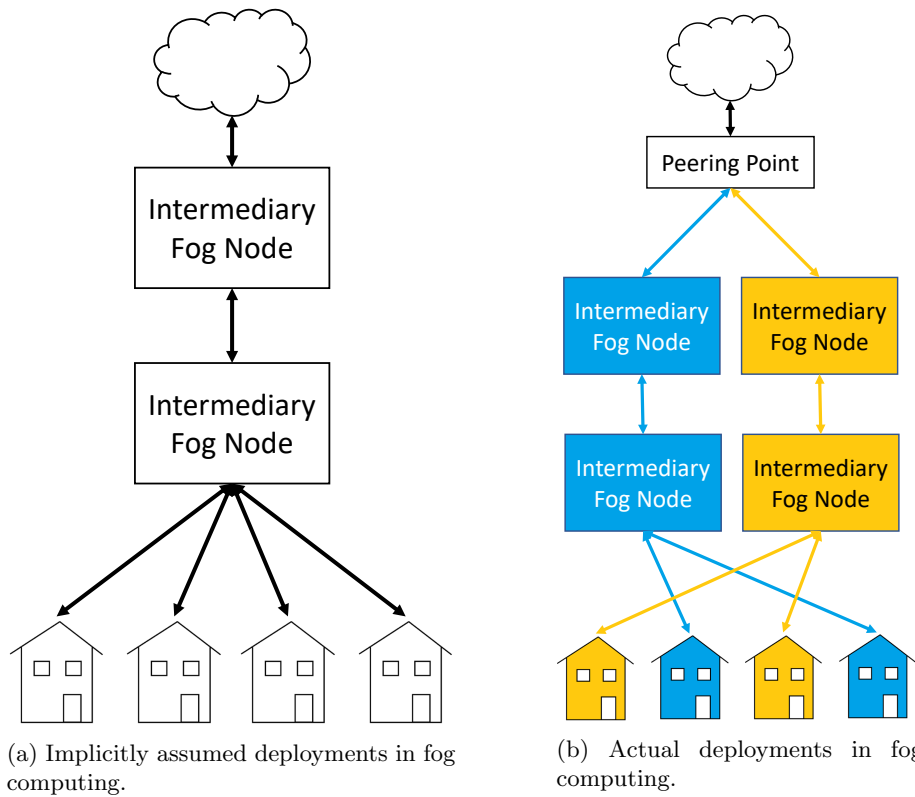 Intermediary
Fog Node
Intermediary
Fog Node
(a) Implicitly assumed deployments in fog
computing.
Peering Point
Intermediary
Fog Node
Intermediary
Fog Node
Intermediary
Fog Node
Intermediary
Fog Node
(b) Actual deployments in fog
computing.